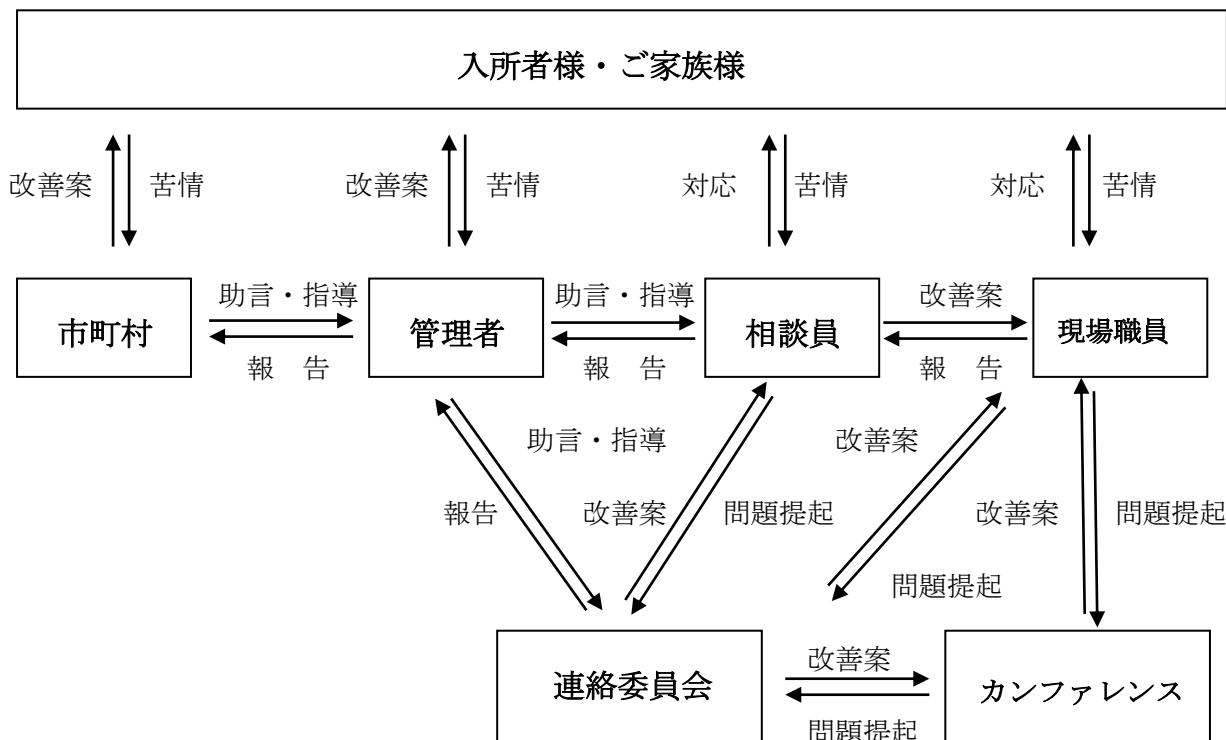 入所者様・ご家族様
改善案 苦情 改善案 苦情 対応 苦情 対応 苦情
助言・指導 助言・指導 改善案
市町村 管理者 相談員 現場職員
報 告 報 告 報 告
助言・指導 改善案
報告 改善案 問題提起 改善案 問題提起
問題提起
連絡委員会 改善案 カンファレンス
問題提起